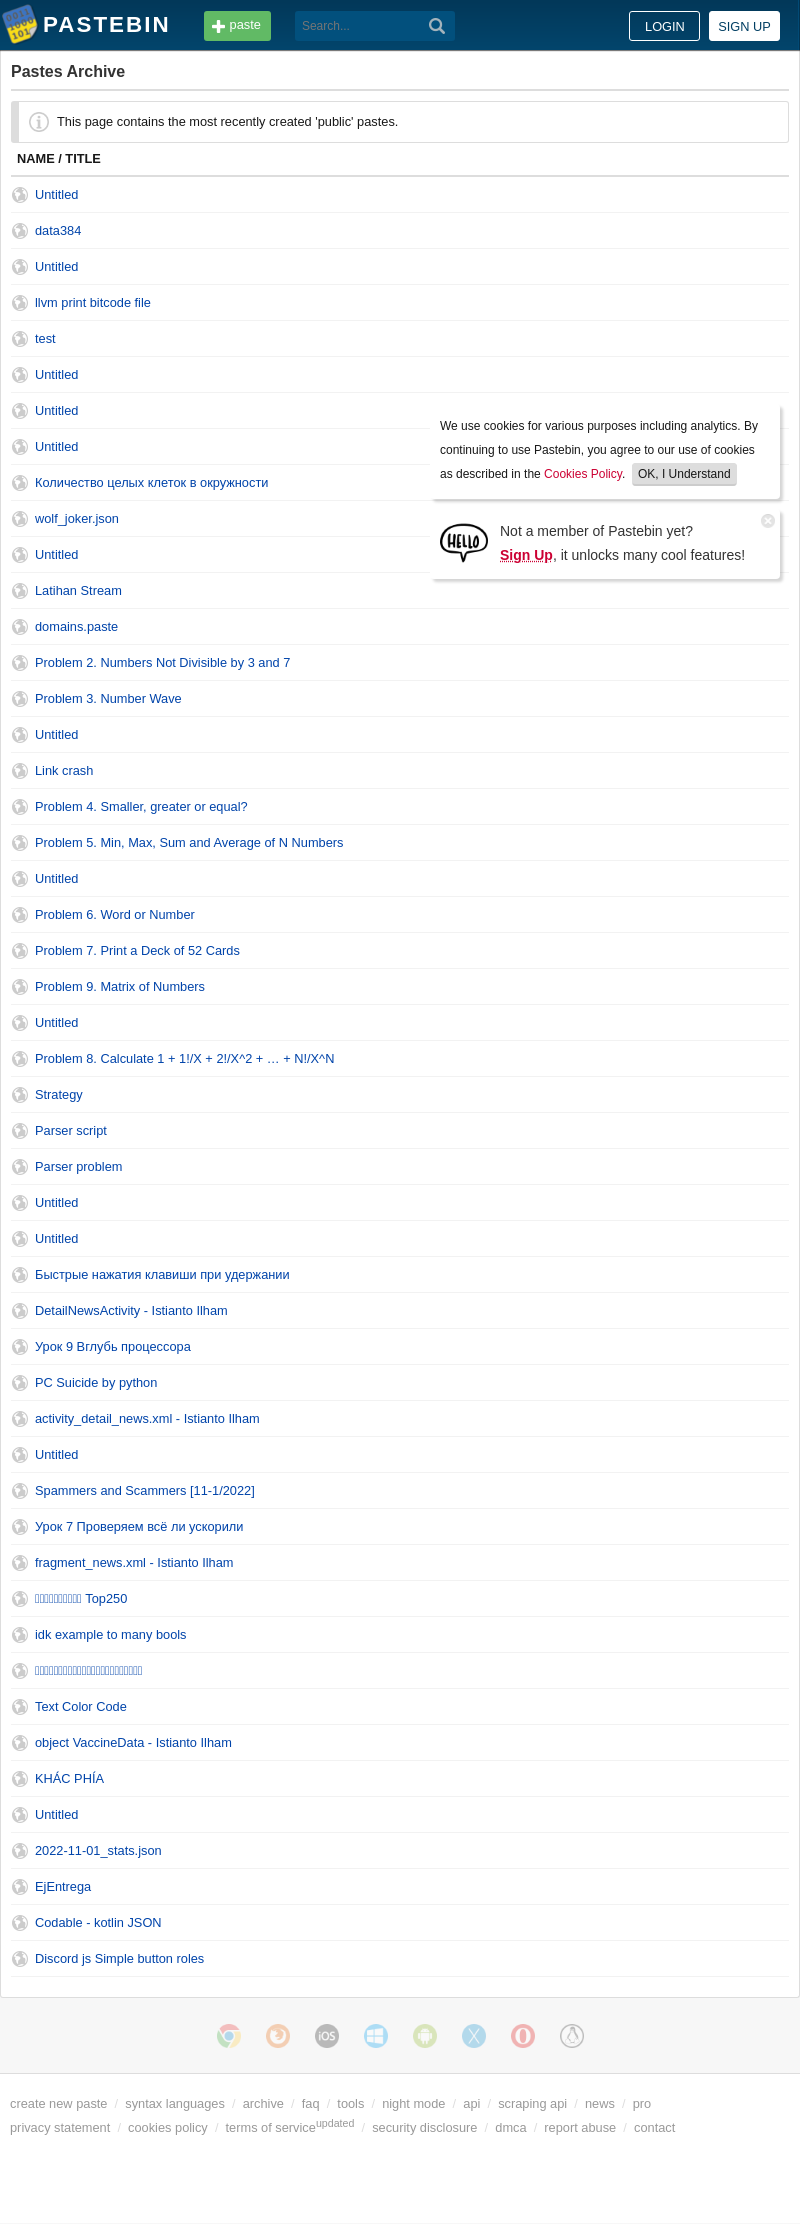 PASTEBIN
paste
Search...
LOGIN
SIGN UP
Pastes Archive
This page contains the most recently created 'public' pastes.
NAME / TITLE
Untitled
data384
Untitled
llvm print bitcode file
test
Untitled
Untitled
Untitled
Количество целых клеток в окружности
wolf_joker.json
Untitled
We use cookies for various purposes including analytics. By
continuing to use Pastebin, you agree to our use of cookies
as described in the Cookies Policy. OK, I Understand
HELLO
Not a member of Pastebin yet?
Sign Up, it unlocks many cool features!
Latihan Stream
domains.paste
Problem 2. Numbers Not Divisible by 3 and 7
Problem 3. Number Wave
Untitled
Link crash
Problem 4. Smaller, greater or equal?
Problem 5. Min, Max, Sum and Average of N Numbers
Untitled
Problem 6. Word or Number
Problem 7. Print a Deck of 52 Cards
Problem 9. Matrix of Numbers
Untitled
Problem 8. Calculate 1 + 1!/X + 2!/X^2 + … + N!/X^N
Strategy
Parser script
Parser problem
Untitled
Untitled
Быстрые нажатия клавиши при удержании
DetailNewsActivity - Istianto Ilham
Урок 9 Вглубь процессора
PC Suicide by python
activity_detail_news.xml - Istianto Ilham
Untitled
Spammers and Scammers [11-1/2022]
Урок 7 Проверяем всё ли ускорили
fragment_news.xml - Istianto Ilham
Top250
idk example to many bools
Text Color Code
object VaccineData - Istianto Ilham
KHÁC PHÍA
Untitled
2022-11-01_stats.json
EjEntrega
Codable - kotlin JSON
Discord js Simple button roles
iOS
create new paste / syntax languages / archive / faq / tools / night mode / api / scraping api / news / pro
privacy statement / cookies policy / terms of service updated / security disclosure / dmca / report abuse / contact